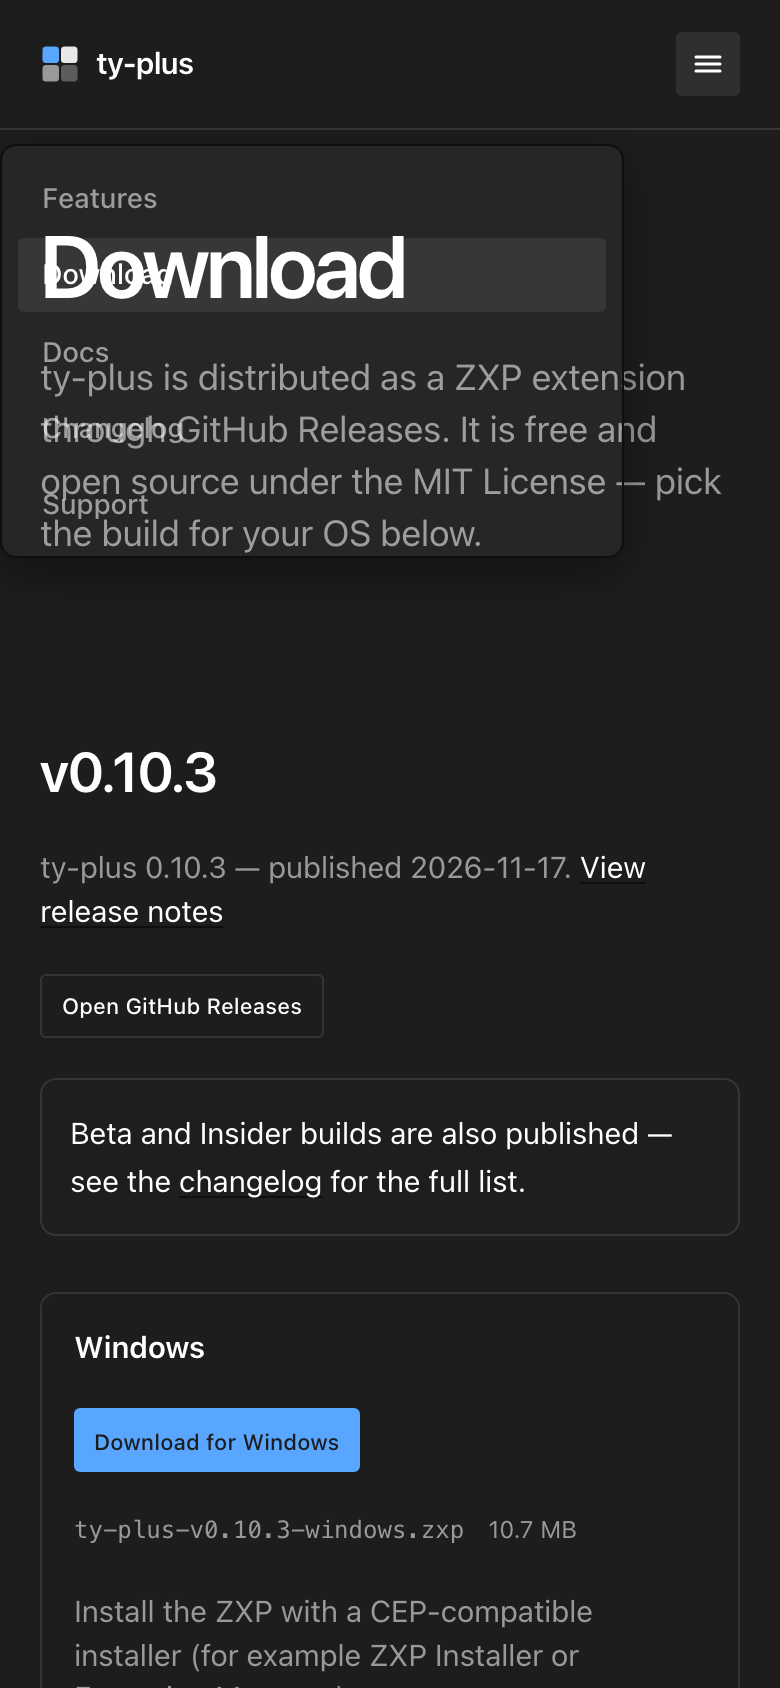 ty-plus
Features
Download
Download
Docs
ty-plus is distributed as a ZXP extension
Changelog
through GitHub Releases. It is free and
open source under the MIT License — pick
Support
the build for your OS below.
v0.10.3
ty-plus 0.10.3 — published 2026-11-17. View
release notes
Open GitHub Releases
Beta and Insider builds are also published —
see the changelog for the full list.
Windows
Download for Windows
ty-plus-v0.10.3-windows.zxp 10.7 MB
Install the ZXP with a CEP-compatible
installer (for example ZXP Installer or